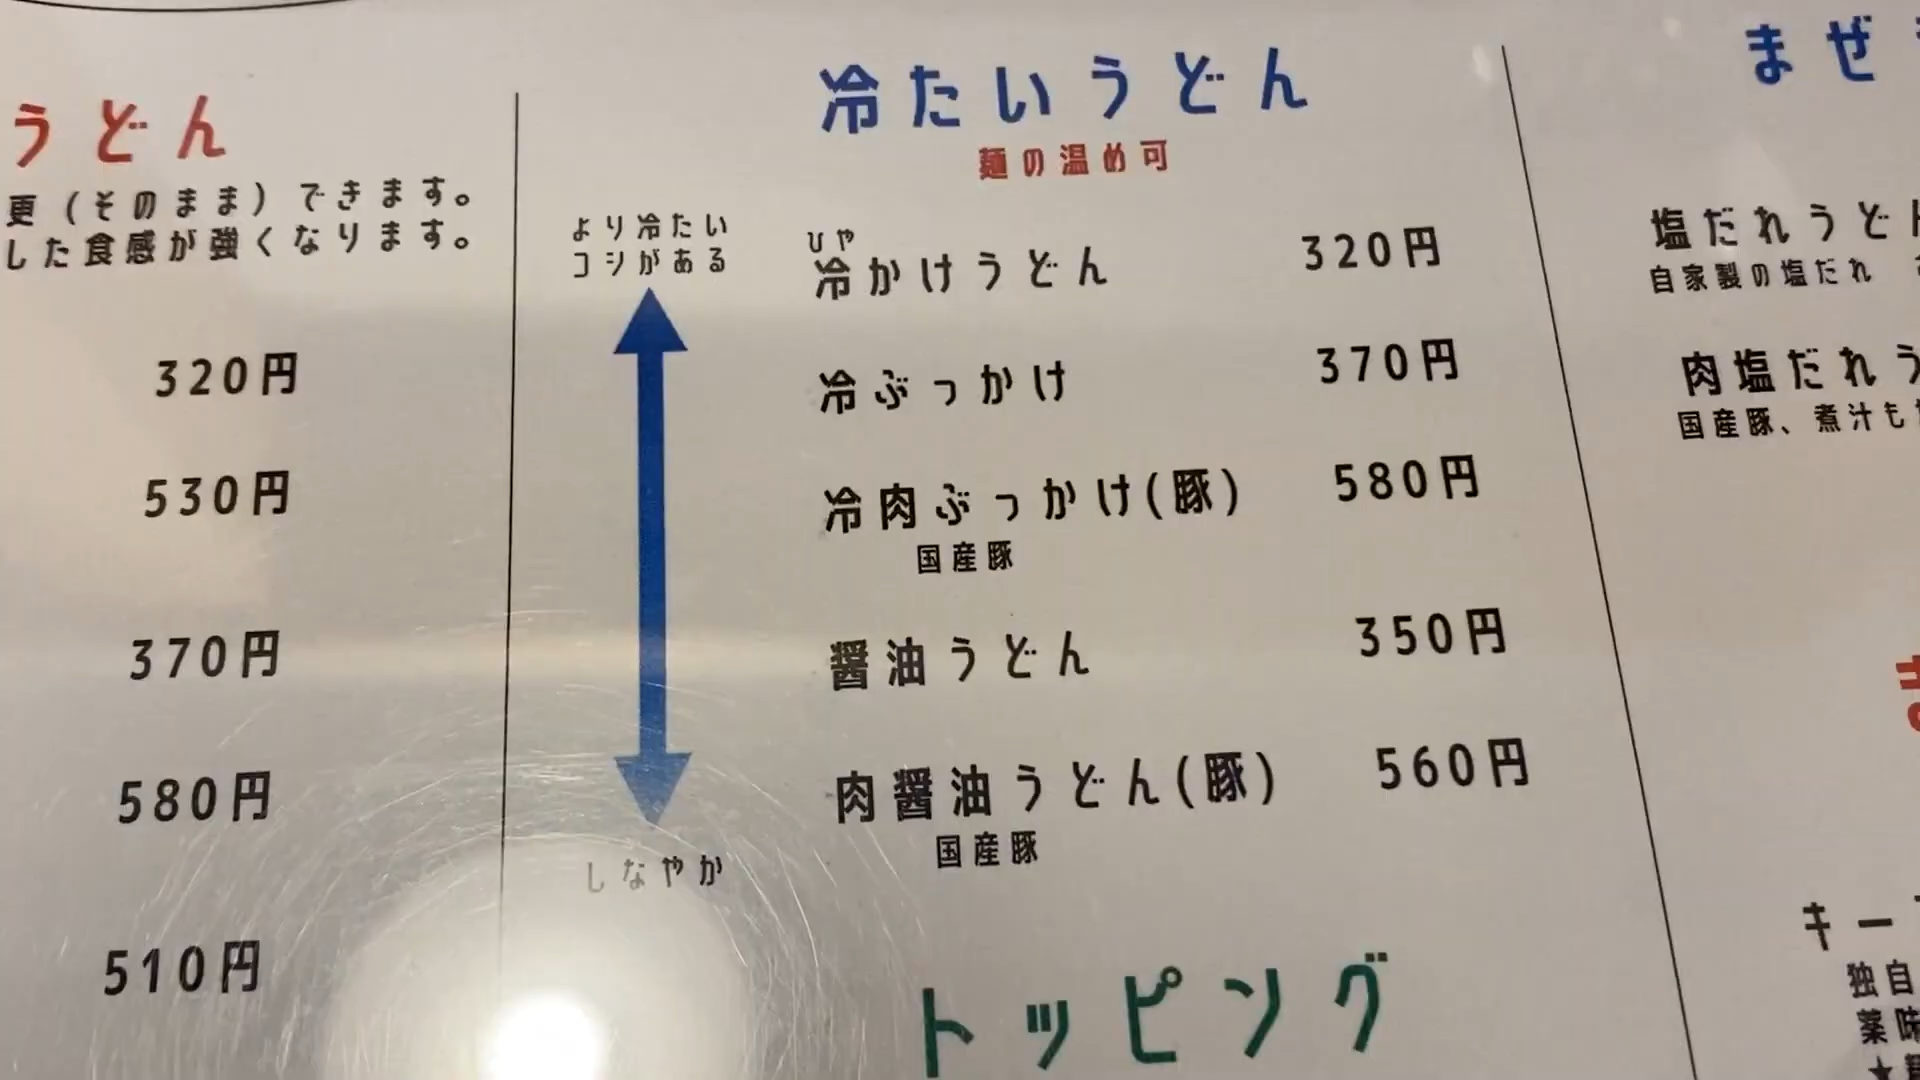 うどん
更(そのまま)できます。
した食感が強くなります。
320円
530円
370円
580円
510円
より冷たい
コシがある
しなやか
冷たいうどん
麺の温め可
ひや
冷かけうどん 320円
冷ぶっかけ 370円
冷肉ぶっかけ(豚) 580円
国産豚
醤油うどん 350円
肉醤油うどん(豚) 560円
国産豚
トッピング
まぜ
塩だれうど
自家製の塩だれ
肉塩だれう
国産豚、煮汁も
キー
独自
薬味
★